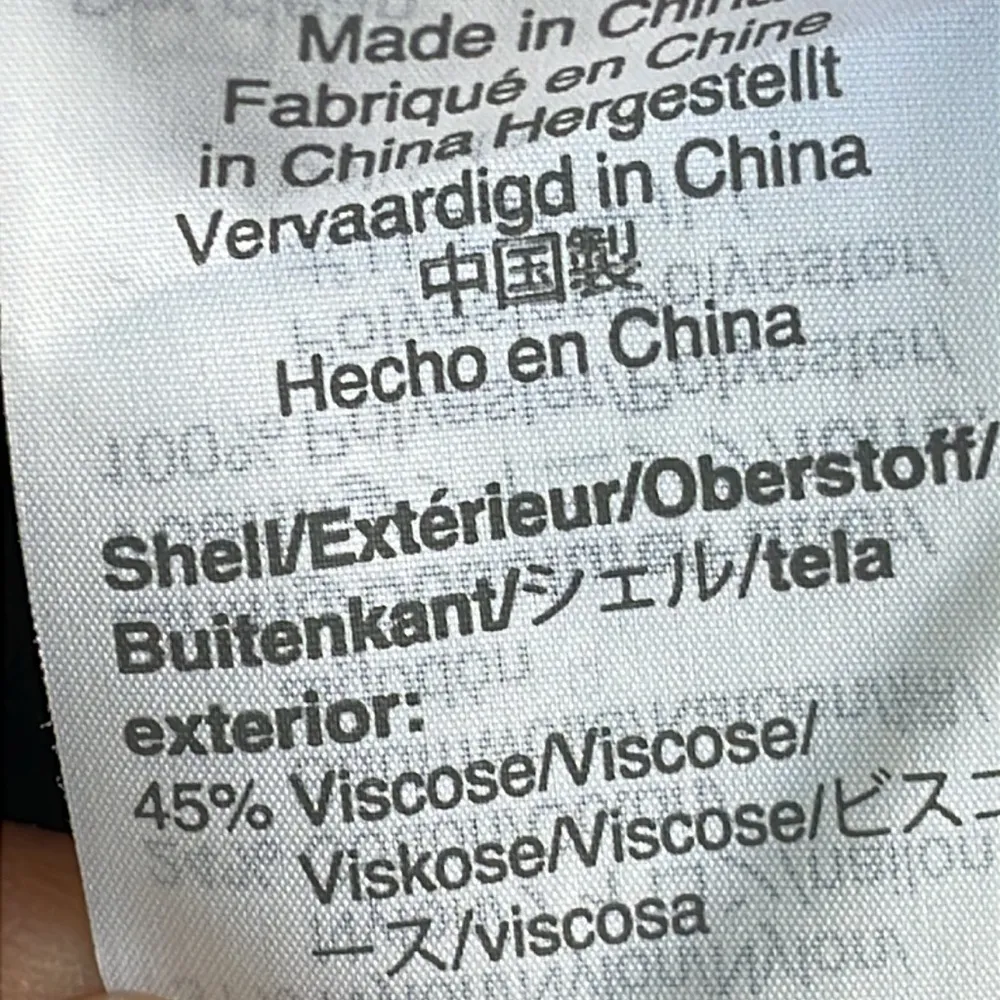 Made in China
Fabriqué en Chine
in China Hergestellt
Vervaardigd in China
中国製
Hecho en China
Shell/Extérieur/Oberstoff/
Buitenkant/シェル/tela
exterior:
45% Viscose/Viscose/
Viskose/Viscose/ビスコ
ース/viscosa